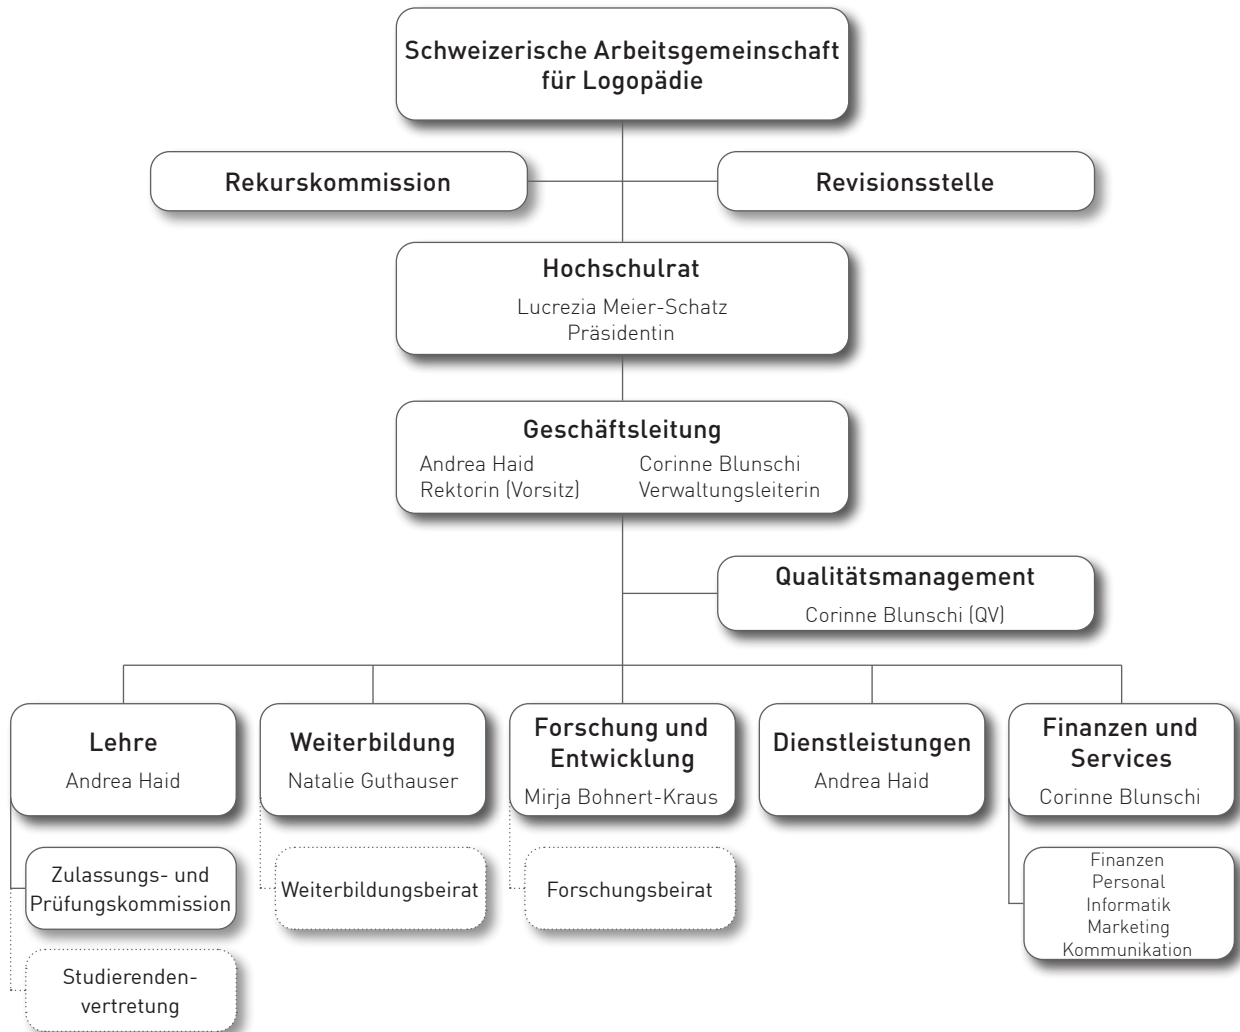 Schweizerische Arbeitsgemeinschaft
für Logopädie
Rekurskommission
Revisionsstelle
Hochschulrat
Lucrezia Meier-Schatz
Präsidentin
Geschäftsleitung
Andrea Haid
Rektorin (Vorsitz)
Corinne Blunschi
Verwaltungsleiterin
Qualitätsmanagement
Corinne Blunschi (QV)
Lehre
Andrea Haid
Weiterbildung
Natalie Guthauser
Forschung und
Entwicklung
Mirja Bohnert-Kraus
Dienstleistungen
Andrea Haid
Finanzen und
Services
Corinne Blunschi
Zulassungs- und
Prüfungskommission
Studierenden-
vertretung
Weiterbildungsbeirat
Forschungsbeirat
Finanzen
Personal
Informatik
Marketing
Kommunikation